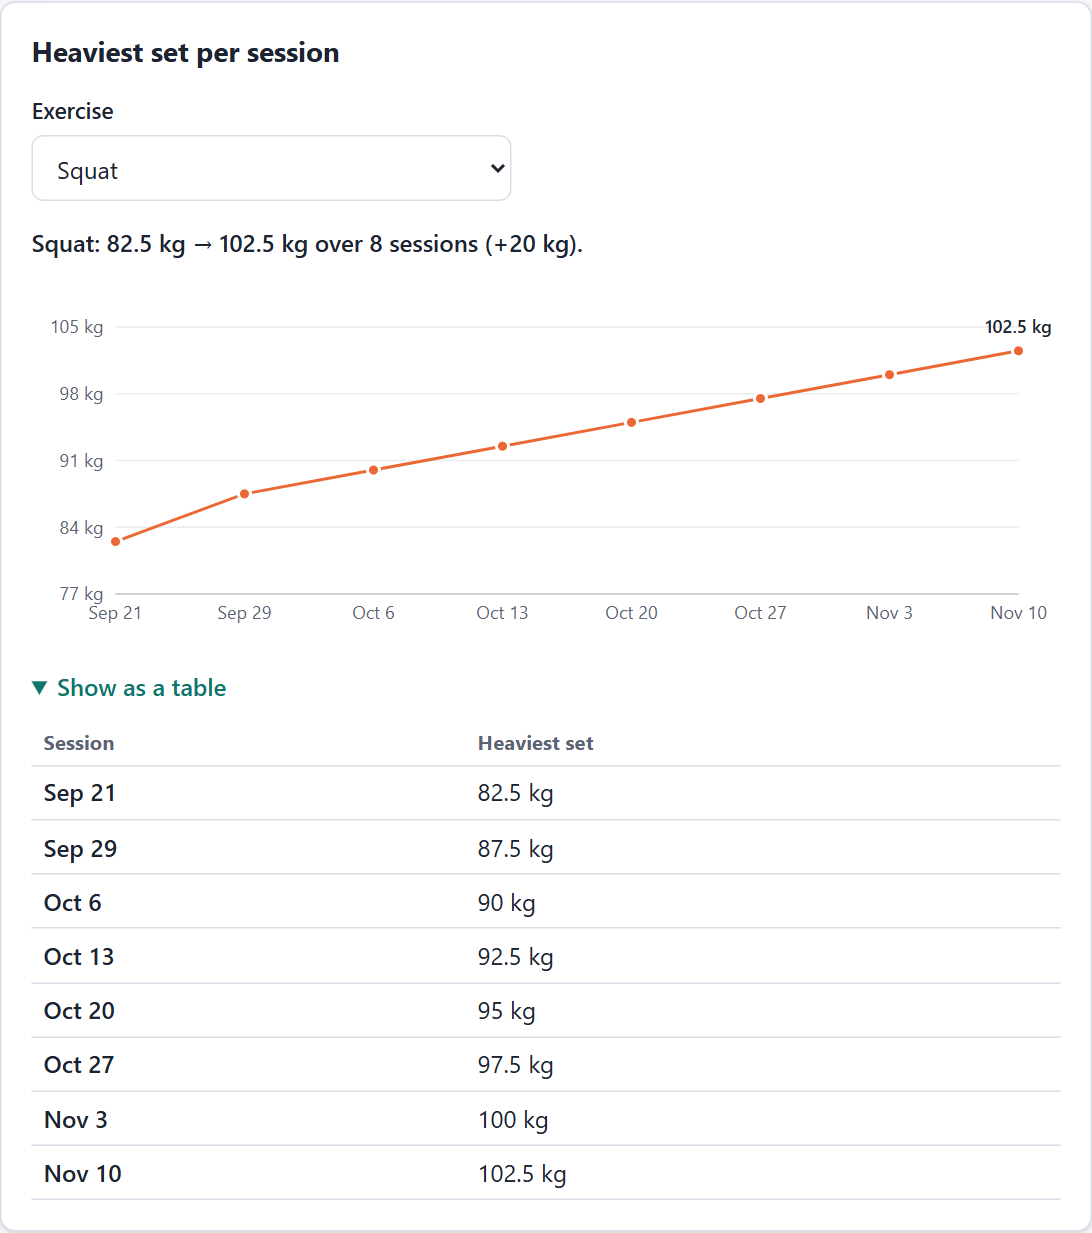 Heaviest set per session
Exercise
Squat
Squat: 82.5 kg → 102.5 kg over 8 sessions (+20 kg).
105 kg
102.5 kg
98 kg
91 kg
84 kg
77 kg
Sep 21 Sep 29 Oct 6 Oct 13 Oct 20 Oct 27 Nov 3 Nov 10
▼ Show as a table
Session Heaviest set
Sep 21 82.5 kg
Sep 29 87.5 kg
Oct 6 90 kg
Oct 13 92.5 kg
Oct 20 95 kg
Oct 27 97.5 kg
Nov 3 100 kg
Nov 10 102.5 kg